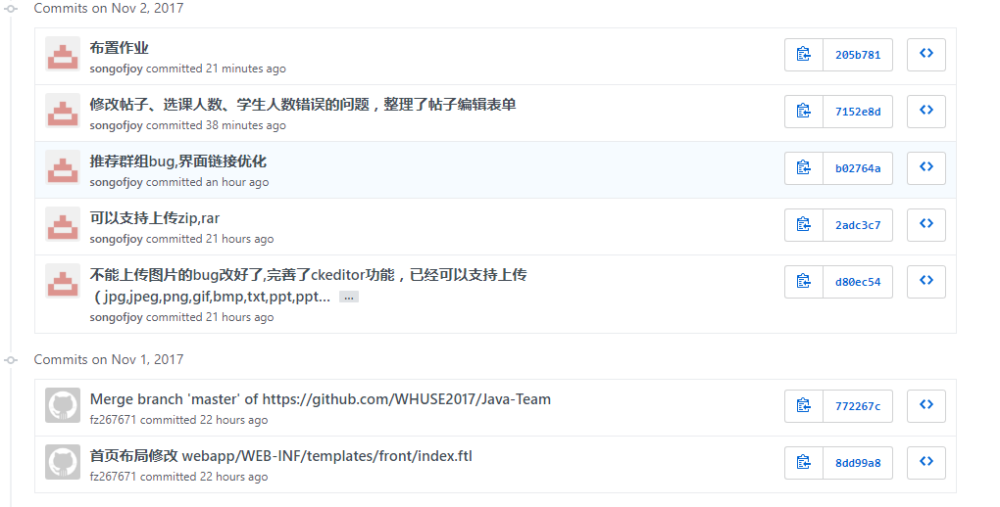 Commits on Nov 2, 2017
布置作业
songofjoy committed 21 minutes ago
205b781
修改帖子、选课人数、学生人数错误的问题，整理了帖子编辑表单
songofjoy committed 38 minutes ago
7152e8d
推荐群组bug,界面链接优化
songofjoy committed an hour ago
b02764a
可以支持上传zip,rar
songofjoy committed 21 hours ago
2adc3c7
不能上传图片的bug改好了,完善了ckeditor功能，已经可以支持上传
（jpg,jpeg,png,gif,bmp,txt,ppt,ppt... …
songofjoy committed 21 hours ago
d80ec54
Commits on Nov 1, 2017
Merge branch 'master' of https://github.com/WHUSE2017/Java-Team
fz267671 committed 22 hours ago
772267c
首页布局修改 webapp/WEB-INF/templates/front/index.ftl
fz267671 committed 22 hours ago
8dd99a8